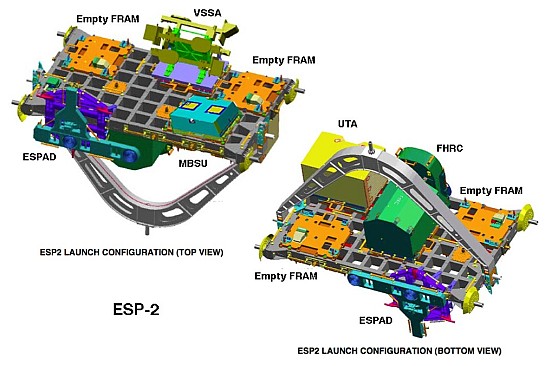 Empty FRAM
VSSA
Empty FRAM
ESPAD
MBSU
ESP2 LAUNCH CONFIGURATION (TOP VIEW)
ESP-2
UTA
FHRC
Empty FRAM
Empty FRAM
ESPAD
ESP2 LAUNCH CONFIGURATION (BOTTOM VIEW)